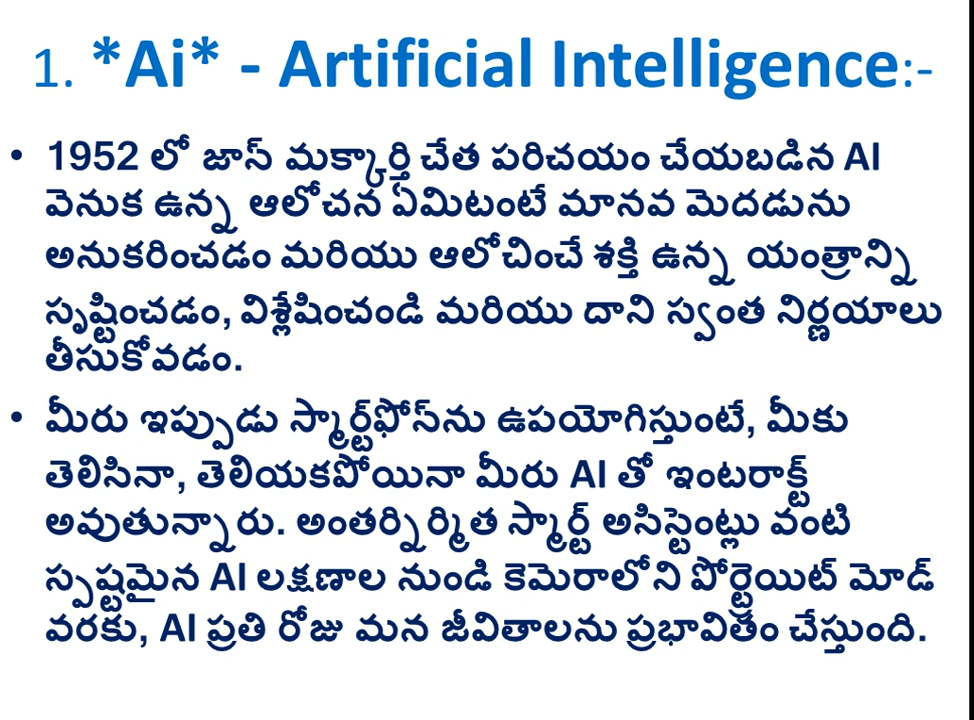 1. *Ai* - Artificial Intelligence:-
• 1952 లో జాన్ మక్కార్తి చేత పరిచయం చేయబడిన AI
వెనుక ఉన్న ఆలోచన ఏమిటంటే మానవ మెదడును
అనుకరించడం మరియు ఆలోచించే శక్తి ఉన్న యంత్రాన్ని
సృష్టించడం, విశ్లేషించండి మరియు దాని స్వంత నిర్ణయాలు
తీసుకోవడం.
• మీరు ఇప్పుడు స్మార్ట్‌ఫోన్‌ను ఉపయోగిస్తుంటే, మీకు
తెలిసినా, తెలియకపోయినా మీరు AI తో ఇంటరాక్ట్
అవుతున్నారు. అంతర్నిర్మిత స్మార్ట్ అసిస్టెంట్లు వంటి
స్పష్టమైన AI లక్షణాల నుండి కెమెరాలోని పోర్ట్రెయిట్ మోడ్
వరకు, AI ప్రతి రోజు మన జీవితాలను ప్రభావితం చేస్తుంది.